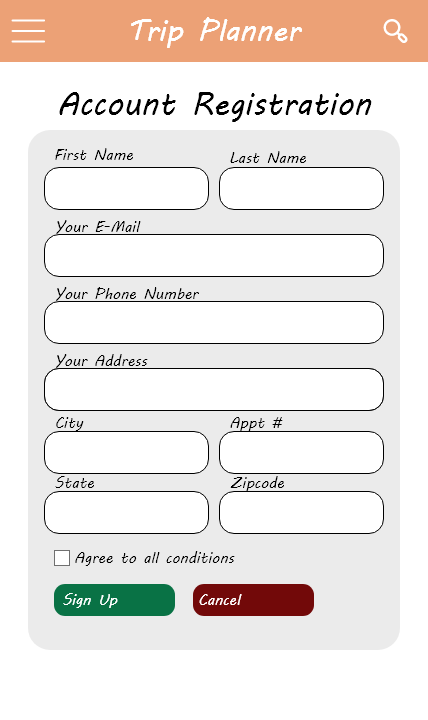 Trip Planner
Account Registration
First Name
Last Name
Your E-Mail
Your Phone Number
Your Address
City
Appt #
State
Zipcode
Agree to all conditions
Sign Up
Cancel